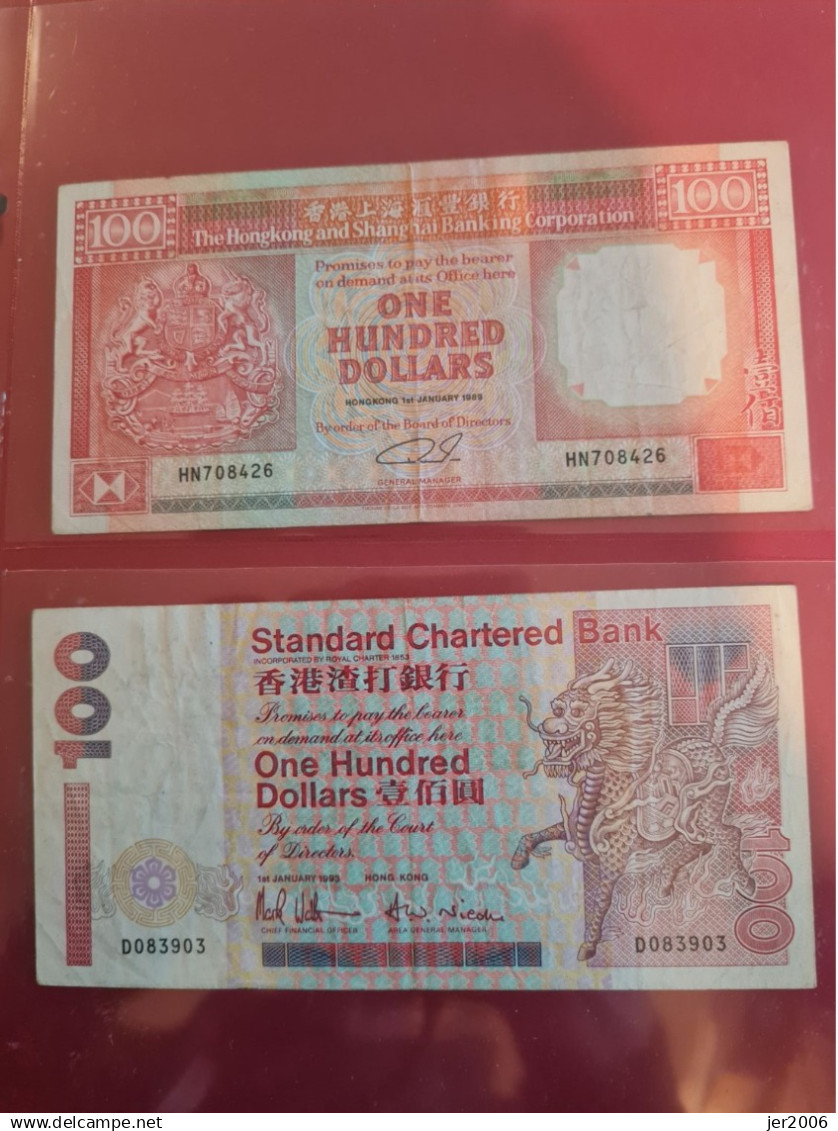 100
香港上海滙豐銀行
100
The Hongkong and Shanghai Banking Corporation
Promises to pay the bearer
on demand at its Office here
ONE
HUNDRED
DOLLARS
HONGKONG 1st JANUARY 1989
By order of the Board of Directors
GENERAL MANAGER
壹佰
HN708426
HN708426
100
Standard Chartered Bank
INCORPORATED BY ROYAL CHARTER 1853
香港渣打銀行
Promises to pay the bearer
on demand at its office here
One Hundred
Dollars 壹佰圓
By order of the Court
of Directors.
1st JANUARY 1993 HONG KONG
CHIEF FINANCIAL OFFICER
AREA GENERAL MANAGER
100
D083903
D083903
delcampe.net
jer2006